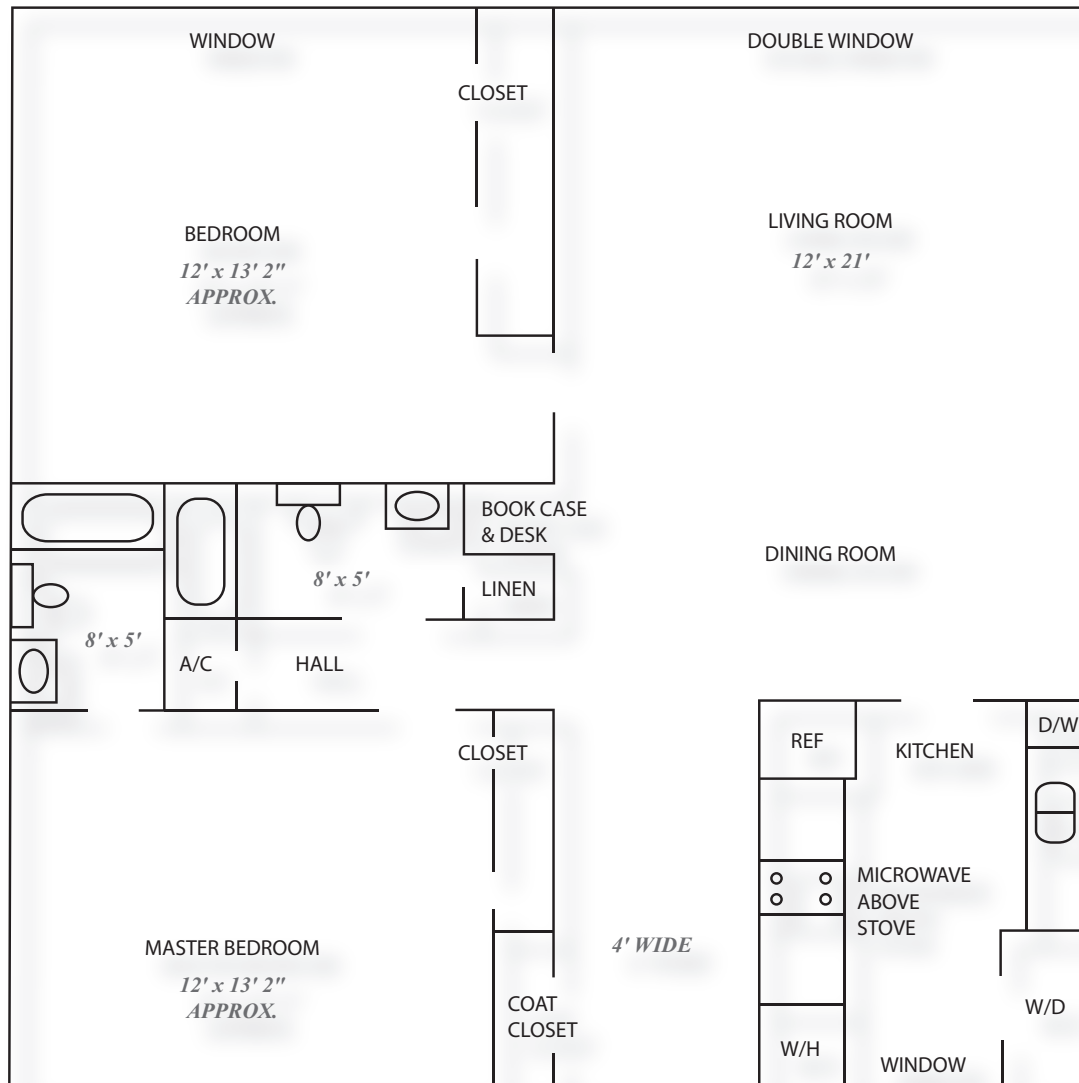 WINDOW
DOUBLE WINDOW
CLOSET
BEDROOM
12' x 13' 2"
APPROX.
LIVING ROOM
12' x 21'
BOOK CASE
& DESK
DINING ROOM
8' x 5'
LINEN
8' x 5'
A/C
HALL
CLOSET
REF
KITCHEN
D/W
MICROWAVE
ABOVE
STOVE
MASTER BEDROOM
12' x 13' 2"
APPROX.
4' WIDE
COAT
CLOSET
W/D
W/H
WINDOW